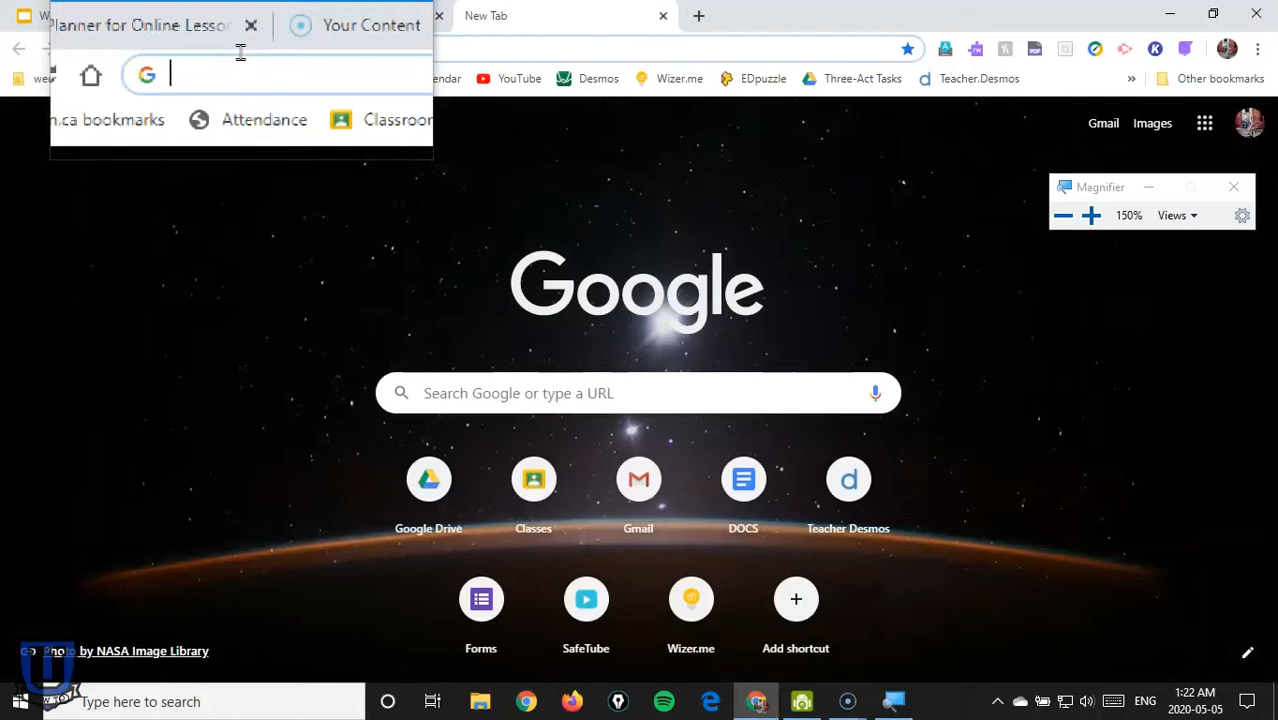 New Tab
Planner for Online Lesso
Your Content
n.ca bookmarks
Attendance
Classroor
endar
YouTube
Desmos
Wizer.me
EDpuzzle
Three-Act Tasks
Teacher.Desmos
»
Other bookmarks
Gmail
Images
Magnifier
150%
Views
Google
Search Google or type a URL
Google Drive
Classes
Gmail
DOCS
Teacher Desmos
Forms
SafeTube
Wizer.me
Add shortcut
Photo by NASA Image Library
Type here to search
ENG
1:22 AM
2020-05-05